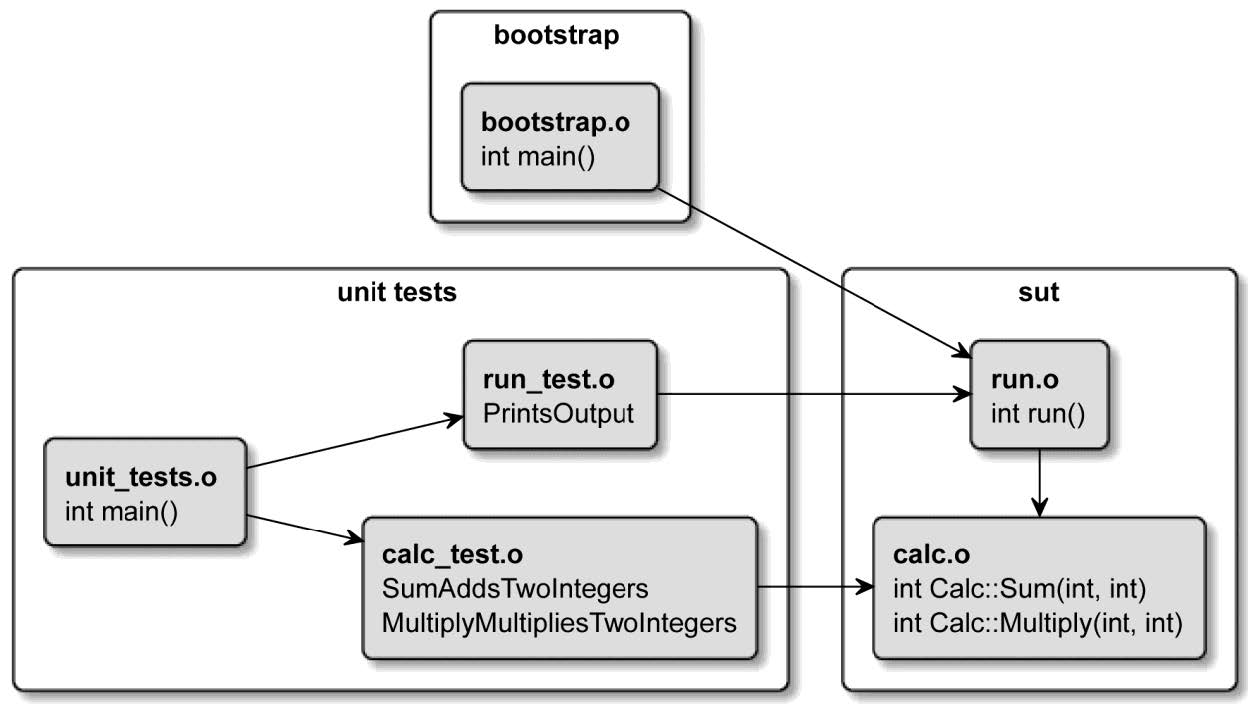 bootstrap
bootstrap.o
int main()
unit tests
sut
run_test.o
PrintsOutput
run.o
int run()
unit_tests.o
int main()
calc_test.o
SumAddsTwoIntegers
MultiplyMultipliesTwoIntegers
calc.o
int Calc::Sum(int, int)
int Calc::Multiply(int, int)